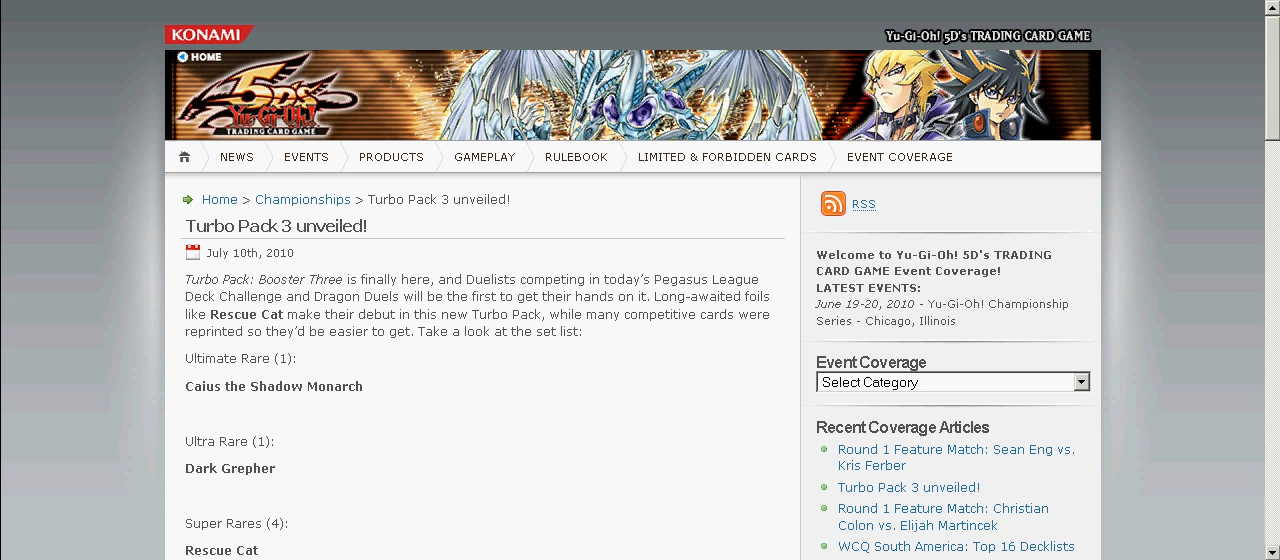 KONAMI
Yu-Gi-Oh! 5D's TRADING CARD GAME
HOME
5D's
Yu-Gi-Oh!
TRADING CARD GAME
NEWS
EVENTS
PRODUCTS
GAMEPLAY
RULEBOOK
LIMITED & FORBIDDEN CARDS
EVENT COVERAGE
Home > Championships > Turbo Pack 3 unveiled!
Turbo Pack 3 unveiled!
July 10th, 2010
Turbo Pack: Booster Three is finally here, and Duelists competing in today's Pegasus League
Deck Challenge and Dragon Duels will be the first to get their hands on it. Long-awaited foils
like Rescue Cat make their debut in this new Turbo Pack, while many competitive cards were
reprinted so they'd be easier to get. Take a look at the set list:
Ultimate Rare (1):
Caius the Shadow Monarch
Ultra Rare (1):
Dark Grepher
Super Rares (4):
Rescue Cat
RSS
Welcome to Yu-Gi-Oh! 5D's TRADING
CARD GAME Event Coverage!
LATEST EVENTS:
June 19-20, 2010 - Yu-Gi-Oh! Championship
Series - Chicago, Illinois
Event Coverage
Select Category
Recent Coverage Articles
Round 1 Feature Match: Sean Eng vs.
Kris Ferber
Turbo Pack 3 unveiled!
Round 1 Feature Match: Christian
Colon vs. Elijah Martincek
WCQ South America: Top 16 Decklists